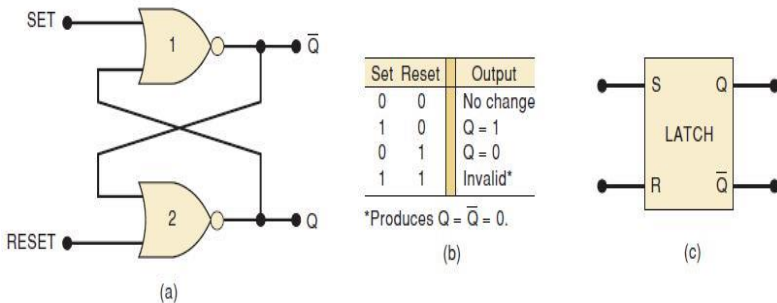 SET
1
Q̅
2
Q
RESET
(a)
Set Reset Output
0 0 No change
1 0 Q = 1
0 1 Q = 0
1 1 Invalid*
*Produces Q = Q̅ = 0.
(b)
S Q
LATCH
R Q̅
(c)